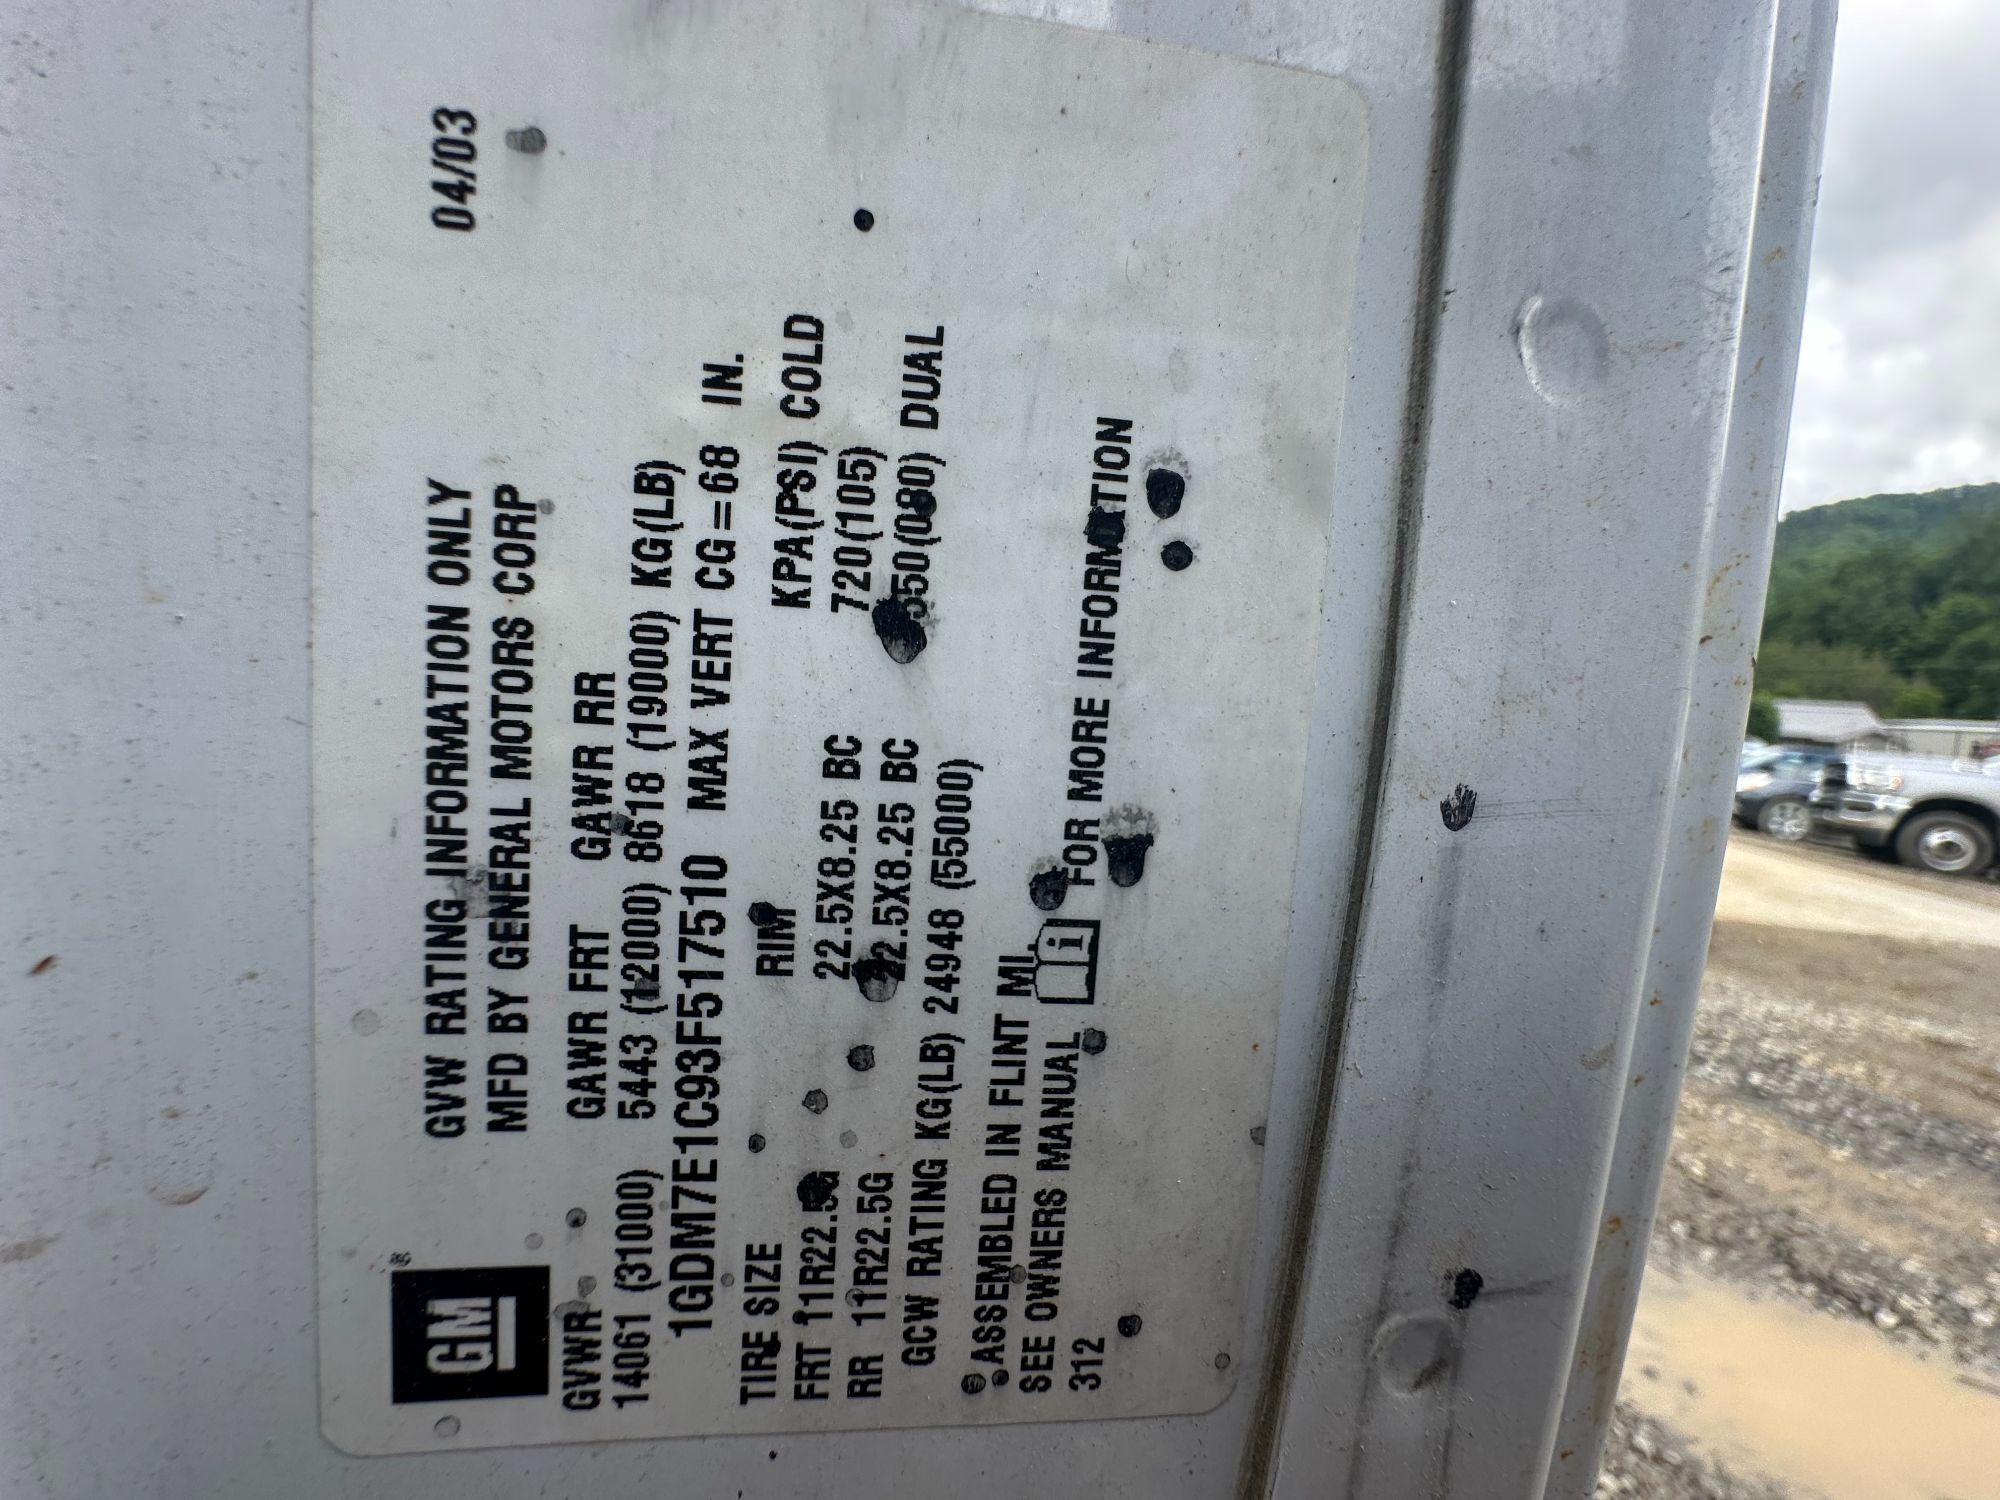 GM®
GVW RATING INFORMATION ONLY 04/03
MFD BY GENERAL MOTORS CORP
GVWR GAWR FRT GAWR RR
14061 (31000) 5443 (12000) 8618 (19000) KG(LB)
1GDM7E1C93F517510 MAX VERT CG=68 IN.
TIRE SIZE RIM KPA(PSI) COLD
FRT 11R22.5G 22.5X8.25 BC 720(105)
RR 11R22.5G 22.5X8.25 BC 550(080) DUAL
GCW RATING KG(LB) 24948 (55000)
ASSEMBLED IN FLINT MI.
SEE OWNERS MANUAL i FOR MORE INFORMATION
312